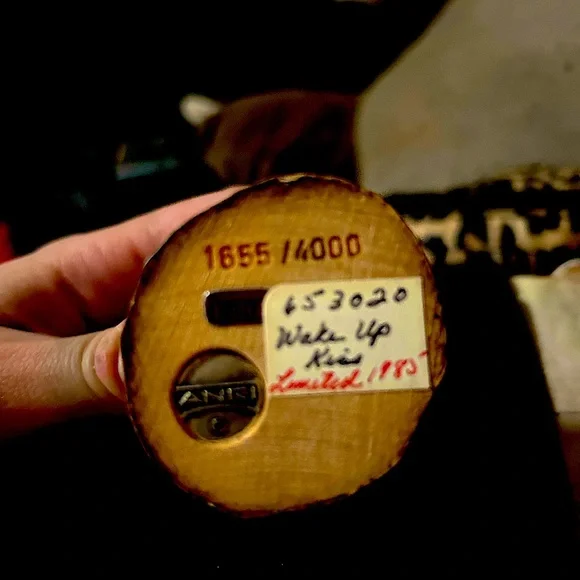 1655/4000
653020
Wake Up
Kiss
Limited 1985
ANRI